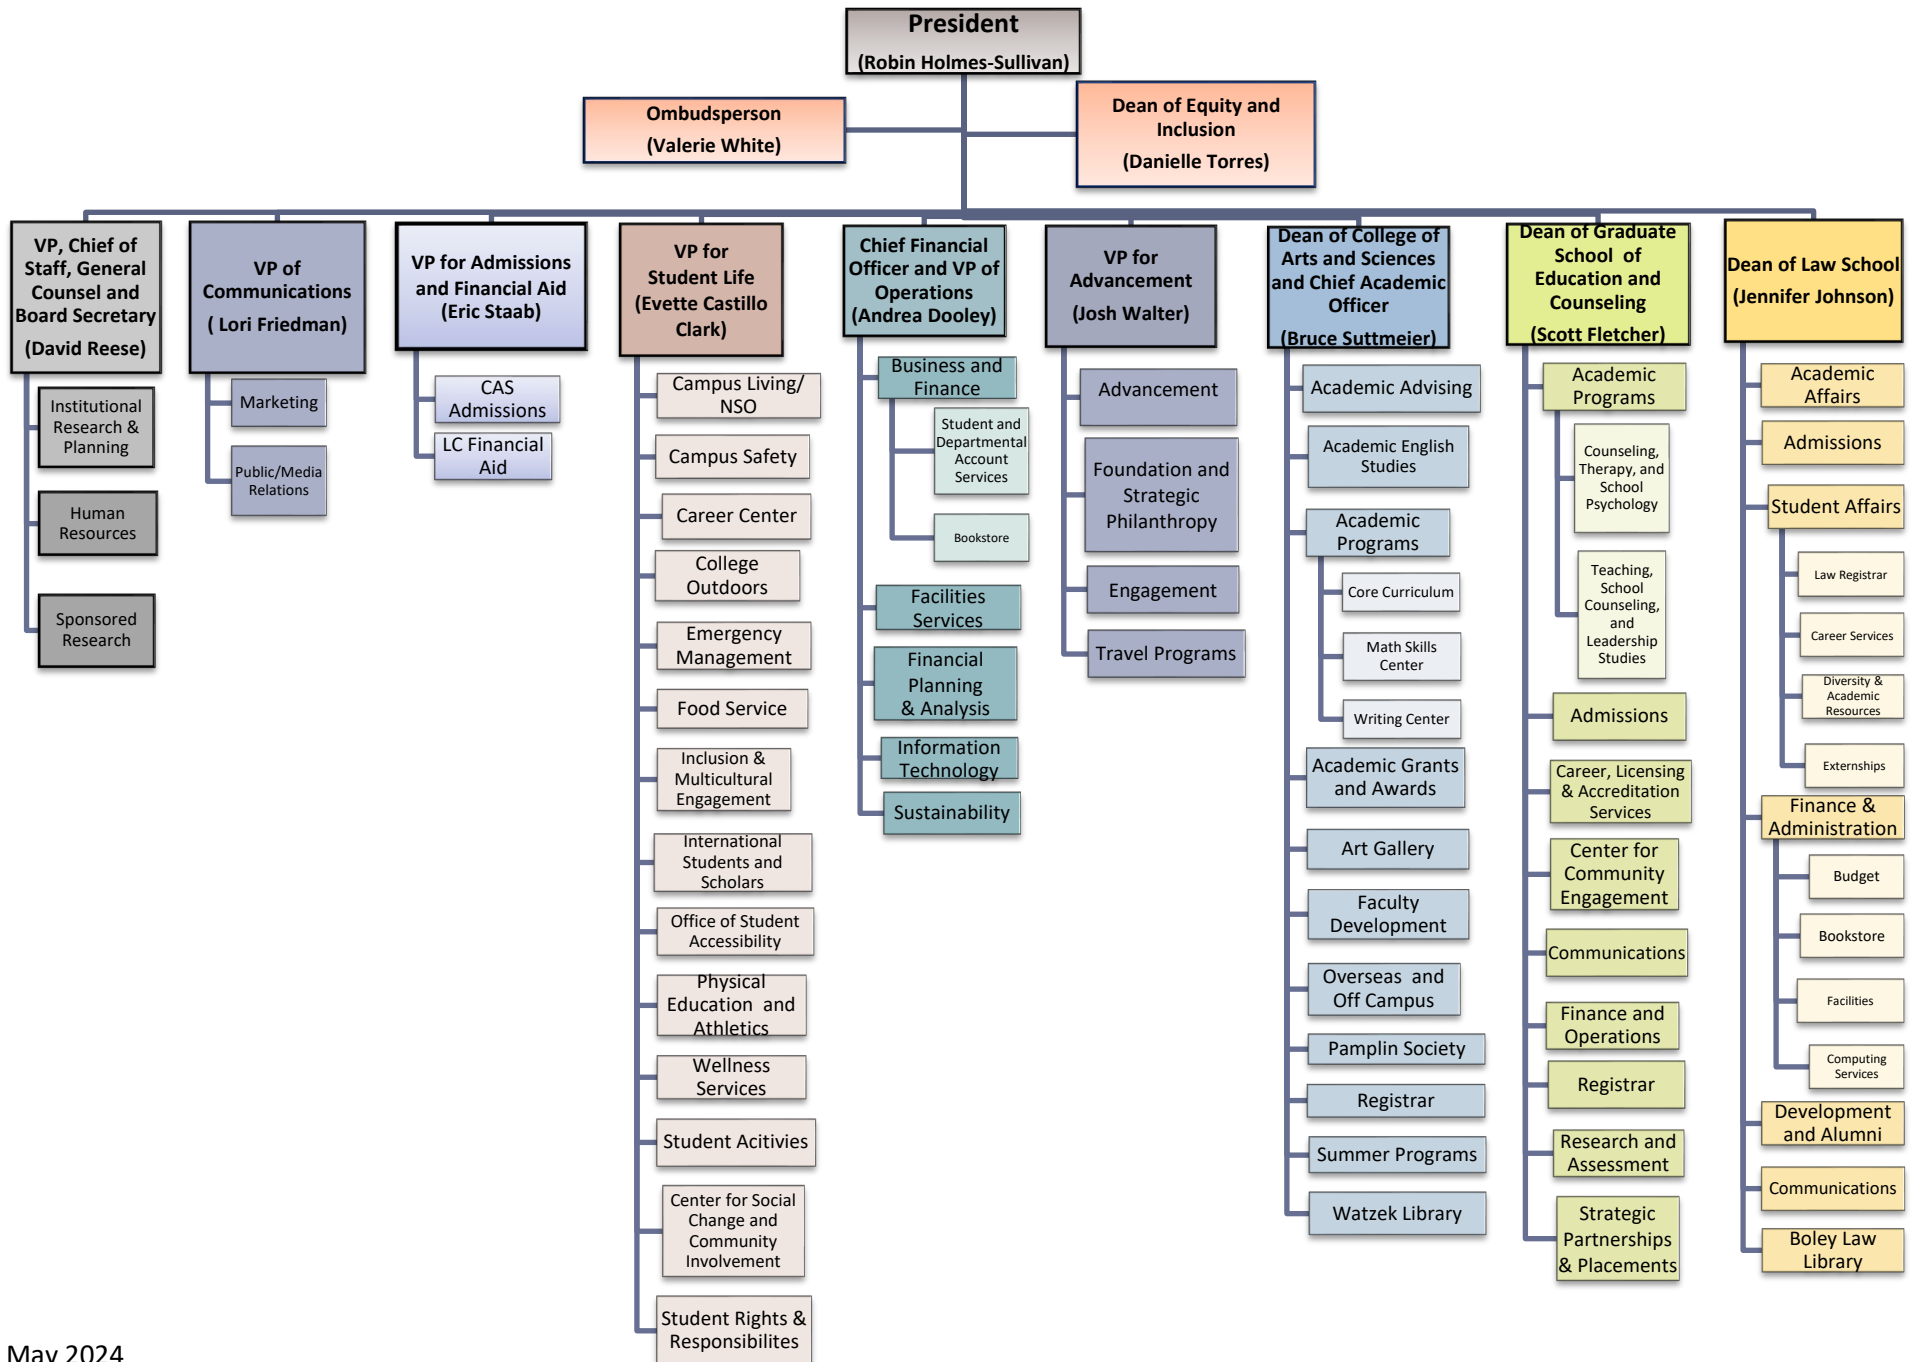 President
(Robin Holmes-Sullivan)
Ombudsperson
(Valerie White)
Dean of Equity and
Inclusion
(Danielle Torres)
VP, Chief of
Staff, General
Counsel and
Board Secretary
(David Reese)
Institutional
Research &
Planning
Human
Resources
Sponsored
Research
VP of
Communications
( Lori Friedman)
Marketing
Public/Media
Relations
VP for Admissions
and Financial Aid
(Eric Staab)
CAS
Admissions
LC Financial
Aid
VP for
Student Life
(Evette Castillo
Clark)
Campus Living/
NSO
Campus Safety
Career Center
College
Outdoors
Emergency
Management
Food Service
Inclusion &
Multicultural
Engagement
International
Students and
Scholars
Office of Student
Accessibility
Physical
Education and
Athletics
Wellness
Services
Student Acitivies
Center for Social
Change and
Community
Involvement
Student Rights &
Responsibilites
Chief Financial
Officer and VP of
Operations
(Andrea Dooley)
Business and
Finance
Student and
Departmental
Account
Services
Bookstore
Facilities
Services
Financial
Planning
& Analysis
Information
Technology
Sustainability
VP for
Advancement
(Josh Walter)
Advancement
Foundation and
Strategic
Philanthropy
Engagement
Travel Programs
Dean of College of
Arts and Sciences
and Chief Academic
Officer
(Bruce Suttmeier)
Academic Advising
Academic English
Studies
Academic
Programs
Core Curriculum
Math Skills
Center
Writing Center
Academic Grants
and Awards
Art Gallery
Faculty
Development
Overseas and
Off Campus
Pamplin Society
Registrar
Summer Programs
Watzek Library
Dean of Graduate
School of
Education and
Counseling
(Scott Fletcher)
Academic
Programs
Counseling,
Therapy, and
School
Psychology
Teaching,
School
Counseling,
and
Leadership
Studies
Admissions
Career, Licensing
& Accreditation
Services
Center for
Community
Engagement
Communications
Finance and
Operations
Registrar
Research and
Assessment
Strategic
Partnerships
& Placements
Dean of Law School
(Jennifer Johnson)
Academic
Affairs
Admissions
Student Affairs
Law Registrar
Career Services
Diversity &
Academic
Resources
Externships
Finance &
Administration
Budget
Bookstore
Facilities
Computing
Services
Development
and Alumni
Communications
Boley Law
Library
May 2024